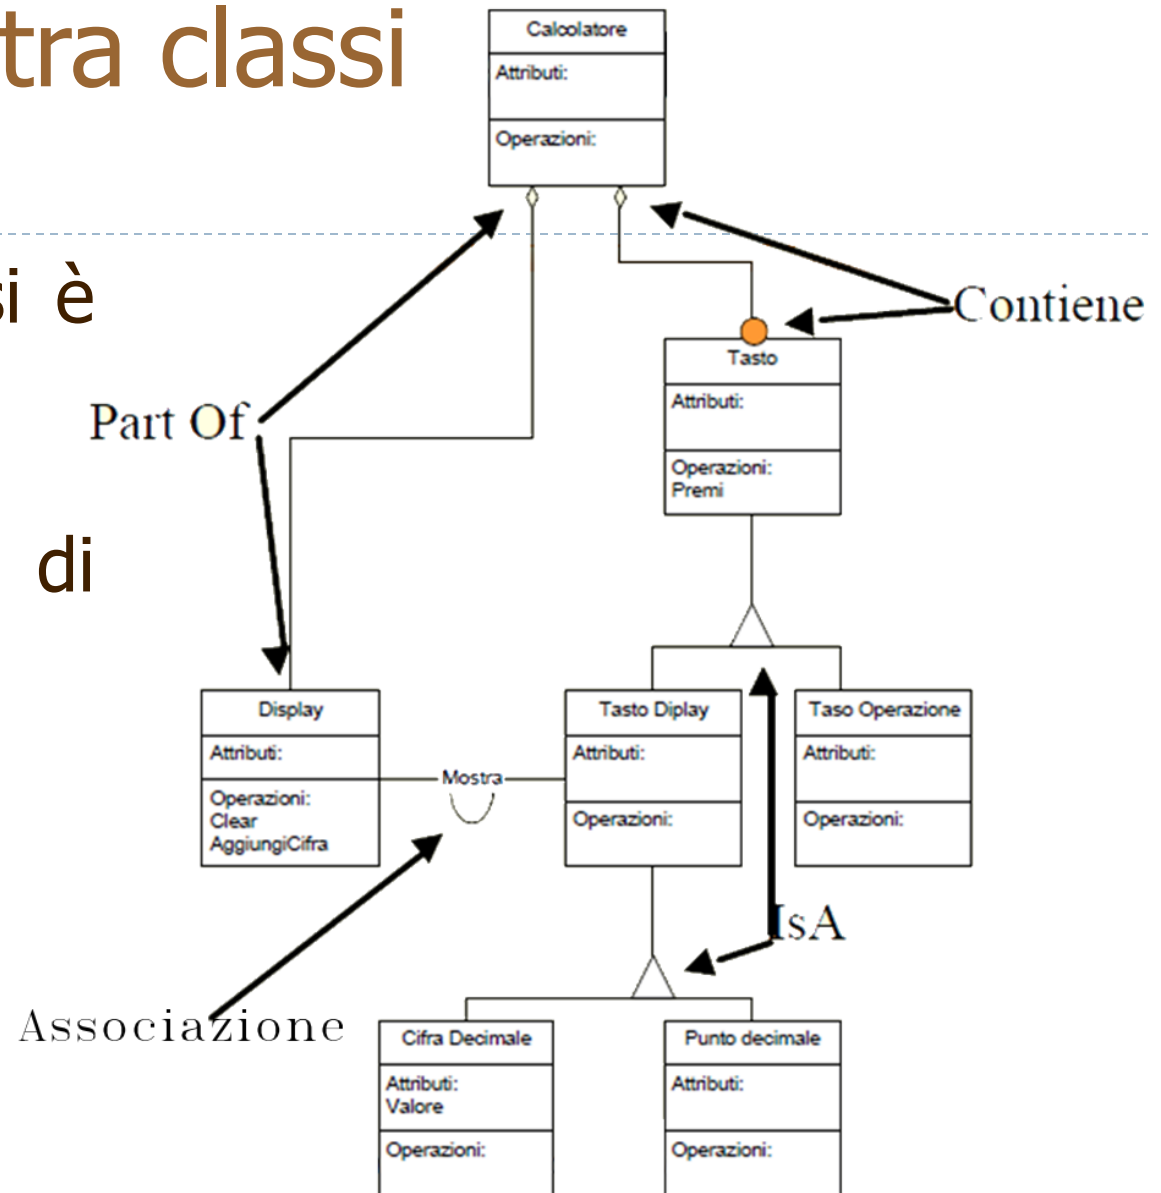 tra classi
Calcolatore
Attributi:
Operazioni:
si è
Contiene
Part Of
Tasto
Attributi:
Operazioni:
Premi
di
Display
Attributi:
Operazioni:
Clear
AggiungiCifra
Mostra
Tasto Diplay
Attributi:
Operazioni:
Taso Operazione
Attributi:
Operazioni:
IsA
Associazione
Cifra Decimale
Attributi:
Valore
Operazioni:
Punto decimale
Attributi:
Operazioni: